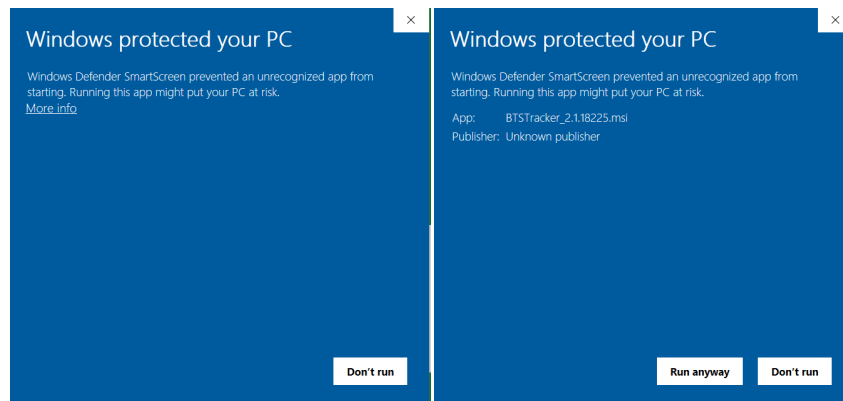 Windows protected your PC
Windows Defender SmartScreen prevented an unrecognized app from
starting. Running this app might put your PC at risk.
More info
Don't run
Windows protected your PC
Windows Defender SmartScreen prevented an unrecognized app from
starting. Running this app might put your PC at risk.
App: BTSTracker_2.1.18225.msi
Publisher: Unknown publisher
Run anyway Don't run